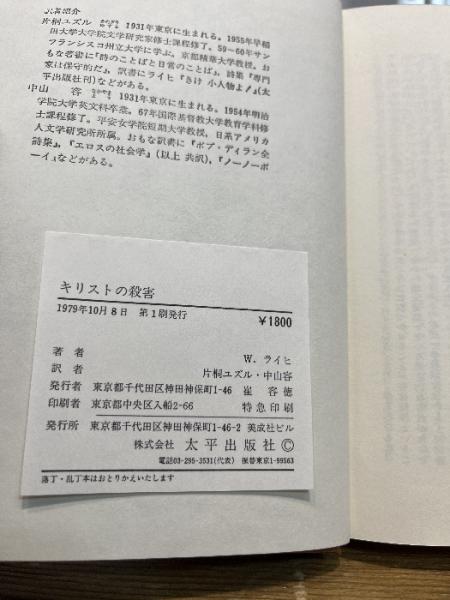 訳者紹介
片桐ユズル 1931年東京に生まれる。1955年早稲
田大学大学院文学研究家修士課程修了。59〜60年サン
フランシスコ州立大学に学ぶ。京都精華大学教授。お
もな著書に『詩のことばと日常のことば』、詩集『専門
家は保守的だ』、訳書にライヒ『きけ 小人物よ!』(太
平出版社刊)などがある。
中山 容 1931年東京に生まれる。1954年明治
学院大学英文科卒業。67年国際基督教大学教育学科修
士課程修了。平安女学院短期大学教授。日系アメリカ
人文学研究所所属。おもな訳書に『ボブ・ディラン全
詩集』、『エロスの社会学』(以上 共訳)、『ノーノーボ
ーイ』などがある。
キリストの殺害
1979年10月8日 第1刷発行
¥1800
著者 W. ライヒ
訳者 片桐ユズル・中山容
発行者 東京都千代田区神田神保町1-46 崔容徳
印刷者 東京都中央区入船2-66 特急印刷
発行所 東京都千代田区神田神保町1-46-2 美成社ビル
株式会社 太平出版社 ©
電話03-295-3531(代表) 振替東京1-99563
落丁・乱丁本はおとりかえいたします